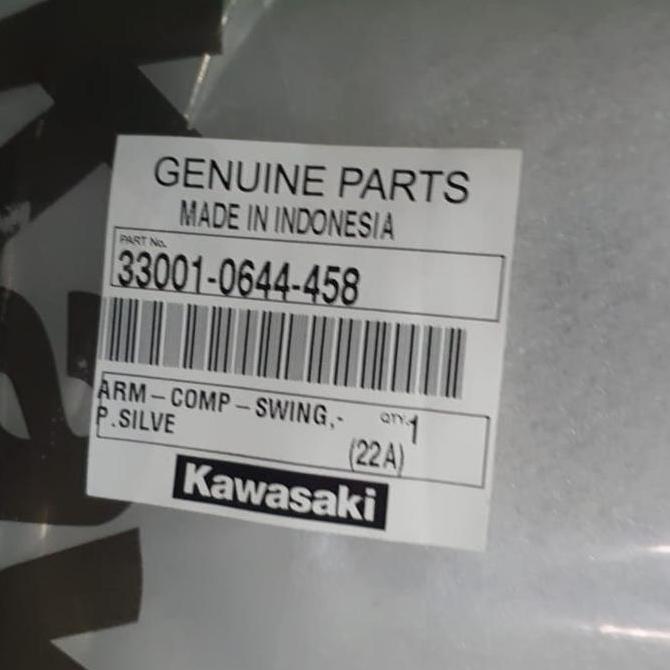 GENUINE PARTS
MADE IN INDONESIA
PART No.
33001-0644-458
ARM-COMP-SWING,-
P.SILVE
QTY.1
(22A)
Kawasaki